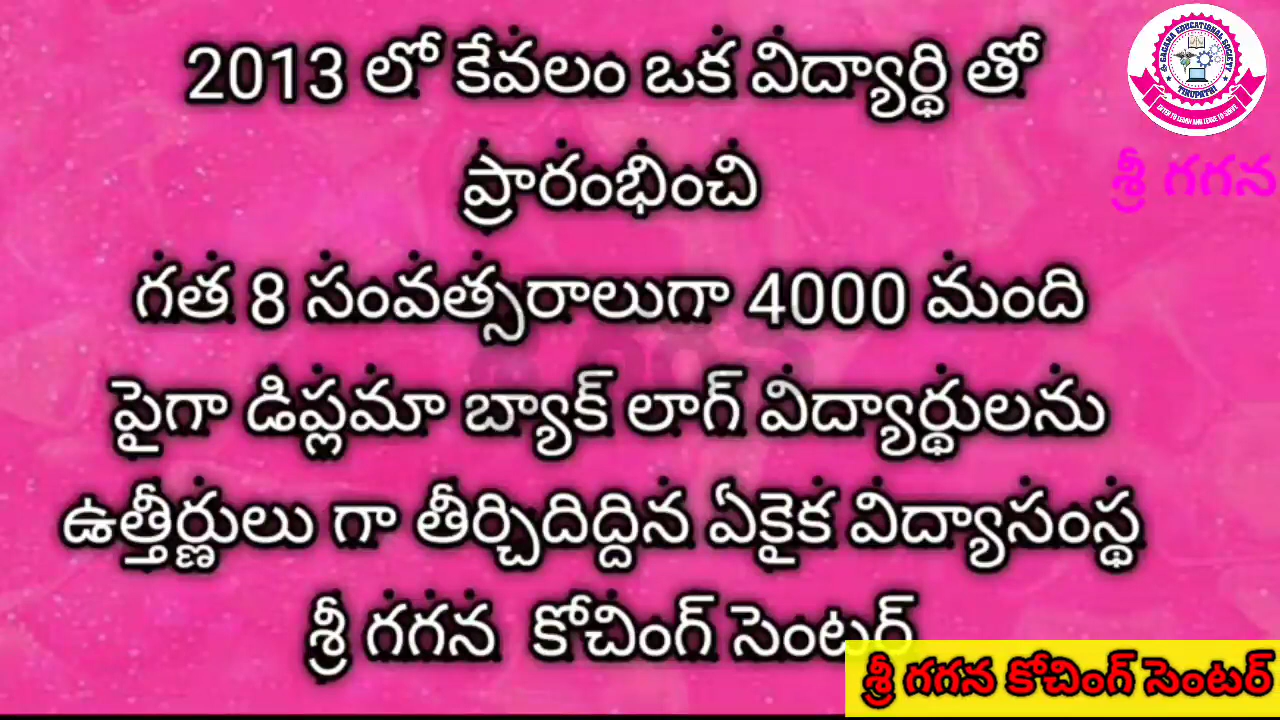 2013 లో కేవలం ఒక విద్యార్థి తో
ప్రారంభించి
గత 8 సంవత్సరాలుగా 4000 మంది
పైగా డిప్లమా బ్యాక్ లాగ్ విద్యార్థులను
ఉత్తీర్ణులు గా తీర్చిదిద్దిన ఏకైక విద్యాసంస్థ
శ్రీ గగన కోచింగ్ సెంటర్
శ్రీ గగన
శ్రీ గగన కోచింగ్ సెంటర్